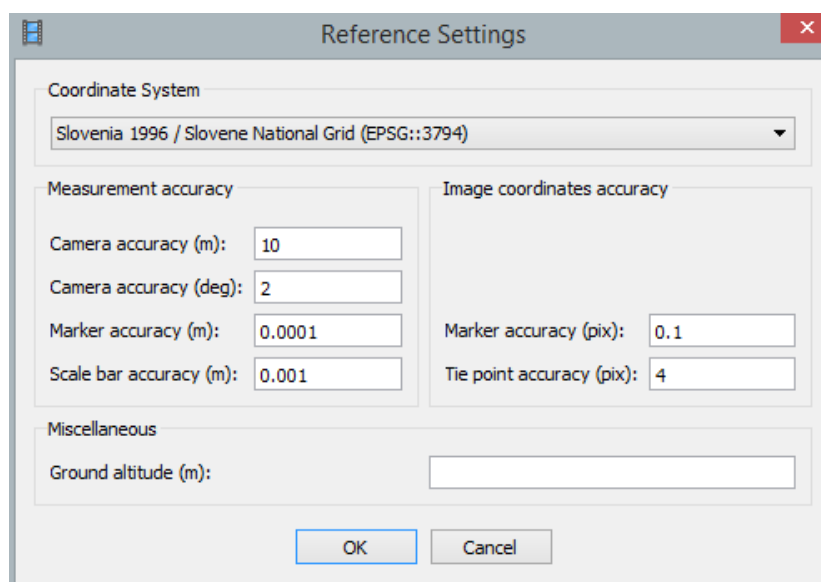 Reference Settings
Coordinate System
Slovenia 1996 / Slovene National Grid (EPSG::3794)
Measurement accuracy
Camera accuracy (m): 10
Camera accuracy (deg): 2
Marker accuracy (m): 0.0001
Scale bar accuracy (m): 0.001
Image coordinates accuracy
Marker accuracy (pix): 0.1
Tie point accuracy (pix): 4
Miscellaneous
Ground altitude (m):
OK Cancel